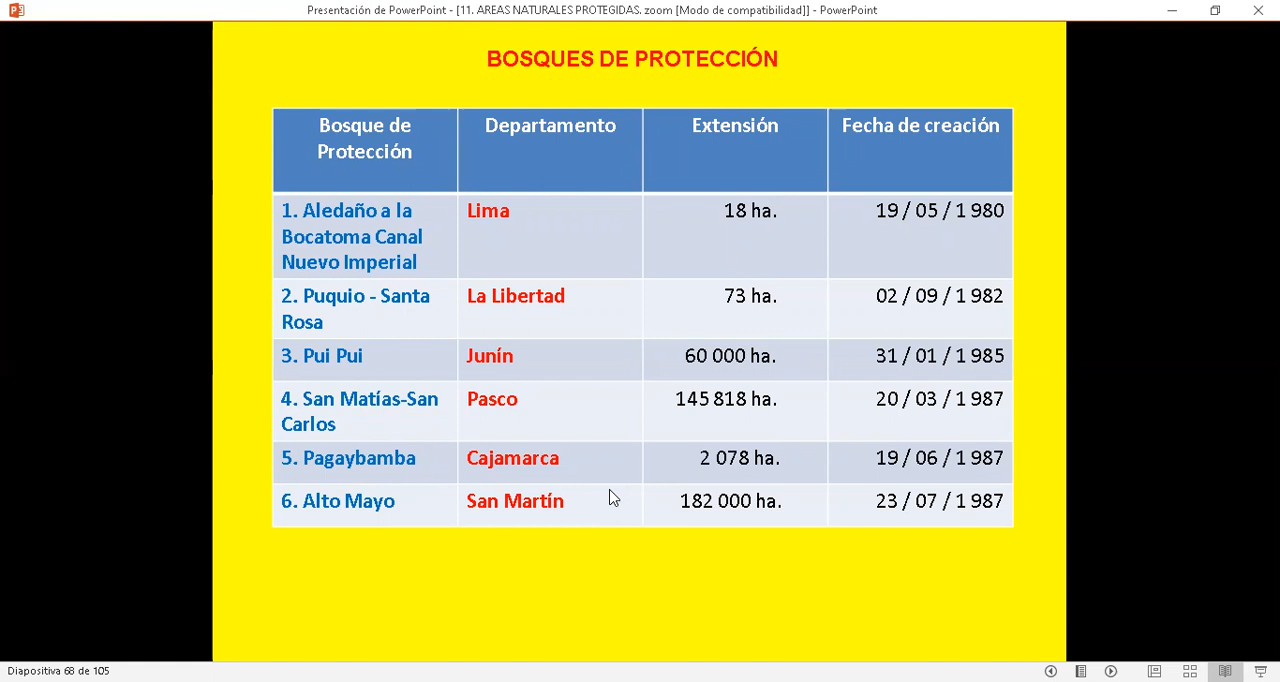 Presentación de PowerPoint - [11. AREAS NATURALES PROTEGIDAS. zoom [Modo de compatibilidad]] - PowerPoint
BOSQUES DE PROTECCIÓN
Bosque de Protección Departamento Extensión Fecha de creación
1. Aledaño a la Bocatoma Canal Nuevo Imperial Lima 18 ha. 19 / 05 / 1 980
2. Puquio - Santa Rosa La Libertad 73 ha. 02 / 09 / 1 982
3. Pui Pui Junín 60 000 ha. 31 / 01 / 1 985
4. San Matías-San Carlos Pasco 145 818 ha. 20 / 03 / 1 987
5. Pagaybamba Cajamarca 2 078 ha. 19 / 06 / 1 987
6. Alto Mayo San Martín 182 000 ha. 23 / 07 / 1 987
Diapositiva 68 de 105